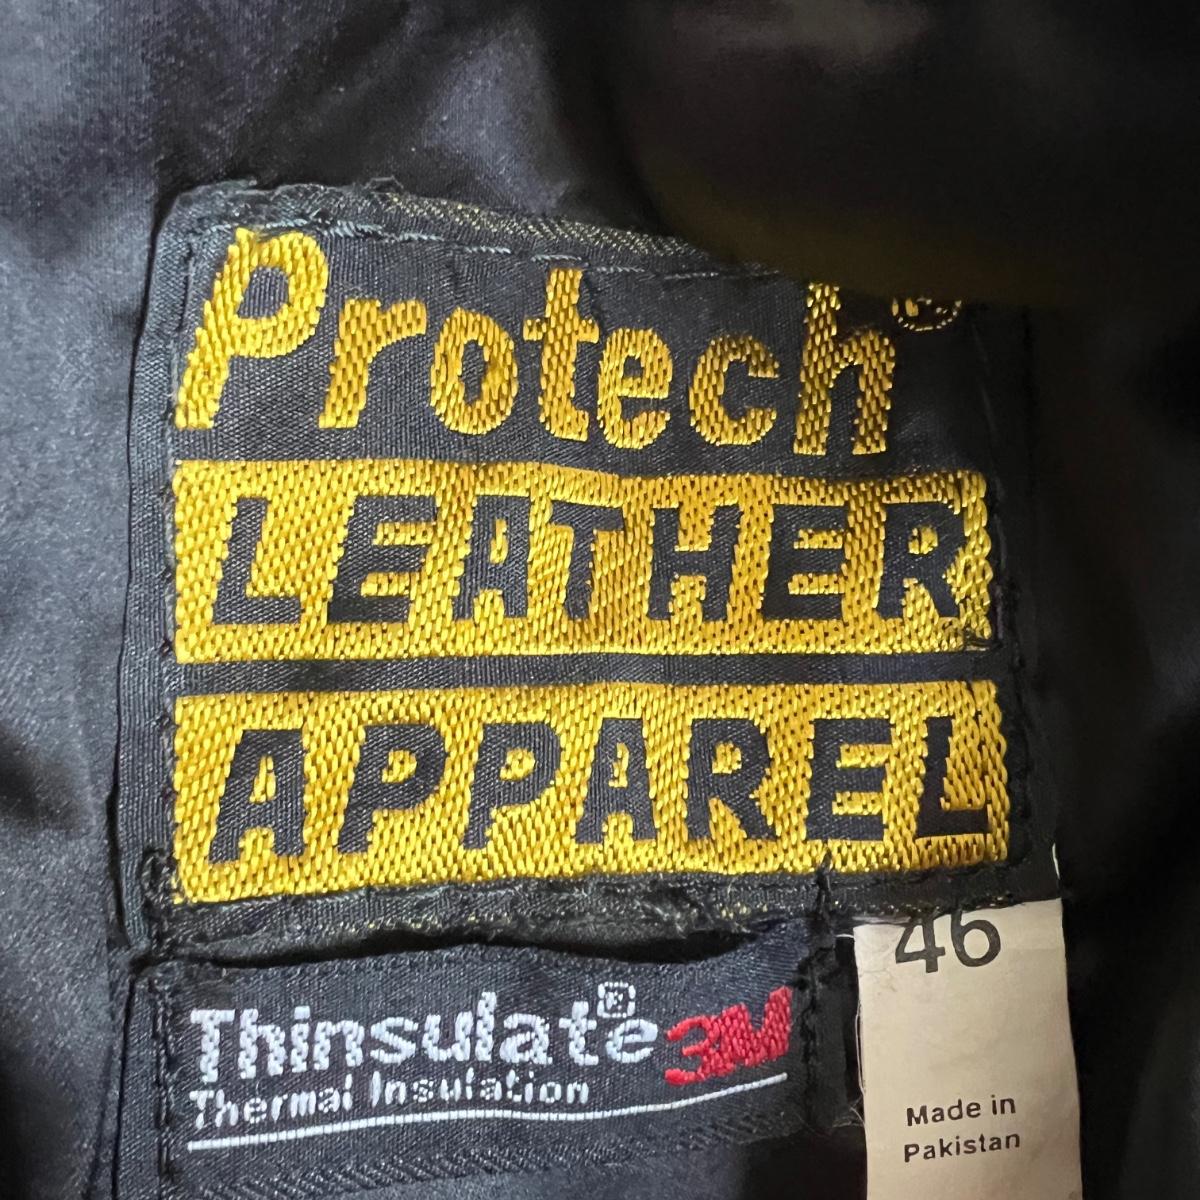 Protech®
LEATHER
APPAREL
Thinsulate® 3M
Thermal Insulation
46
Made in
Pakistan